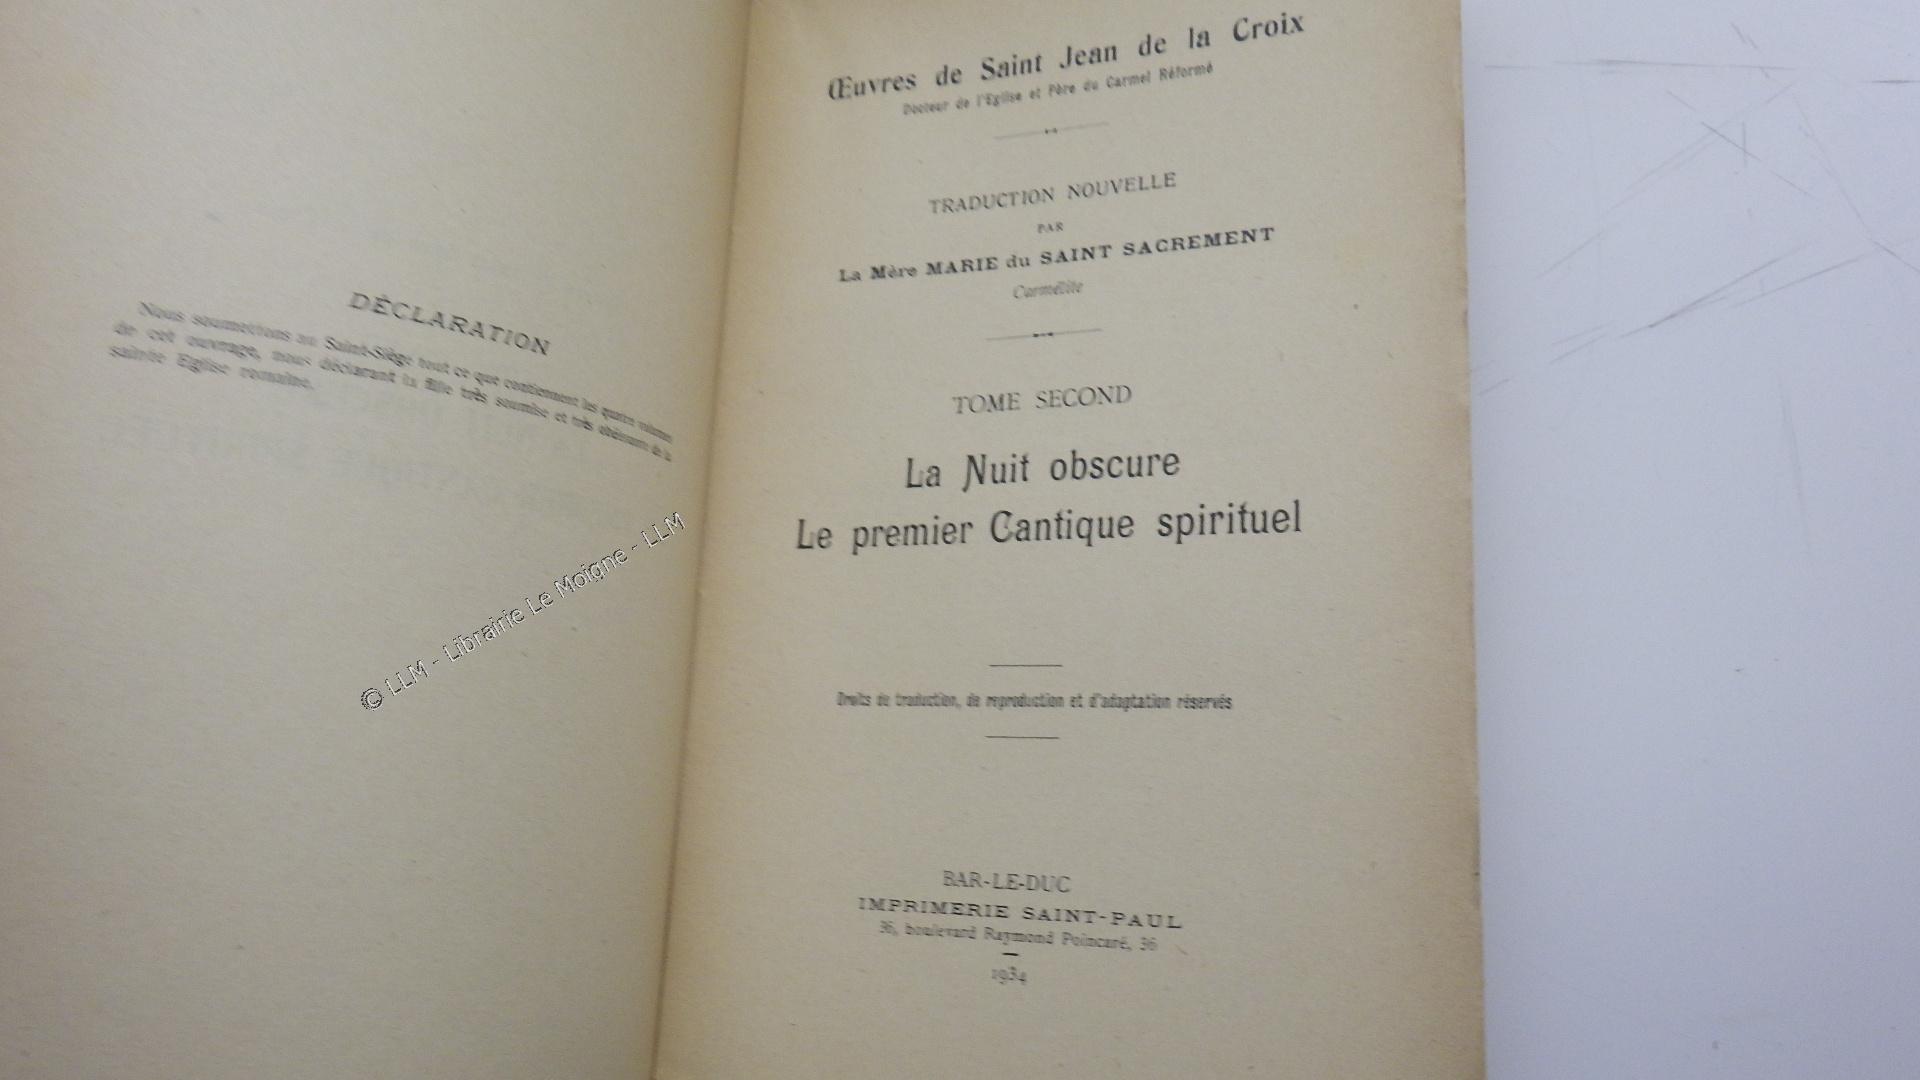 DÉCLARATION
Nous soumettons au Saint-Siège tout ce que contiennent les quatre volumes
de cet ouvrage, nous déclarant la fille très soumise et très obéissante de la
sainte Eglise romaine.
© LLM - Librairie Le Moigne - LLM
Œuvres de Saint Jean de la Croix
Docteur de l'Eglise et Père du Carmel Réformé
TRADUCTION NOUVELLE
PAR
La Mère MARIE du SAINT SACREMENT
Carmélite
TOME SECOND
La Nuit obscure
Le premier Cantique spirituel
Droits de traduction, de reproduction et d'adaptation réservés
BAR-LE-DUC
IMPRIMERIE SAINT-PAUL
36, boulevard Raymond Poincaré, 36
1934